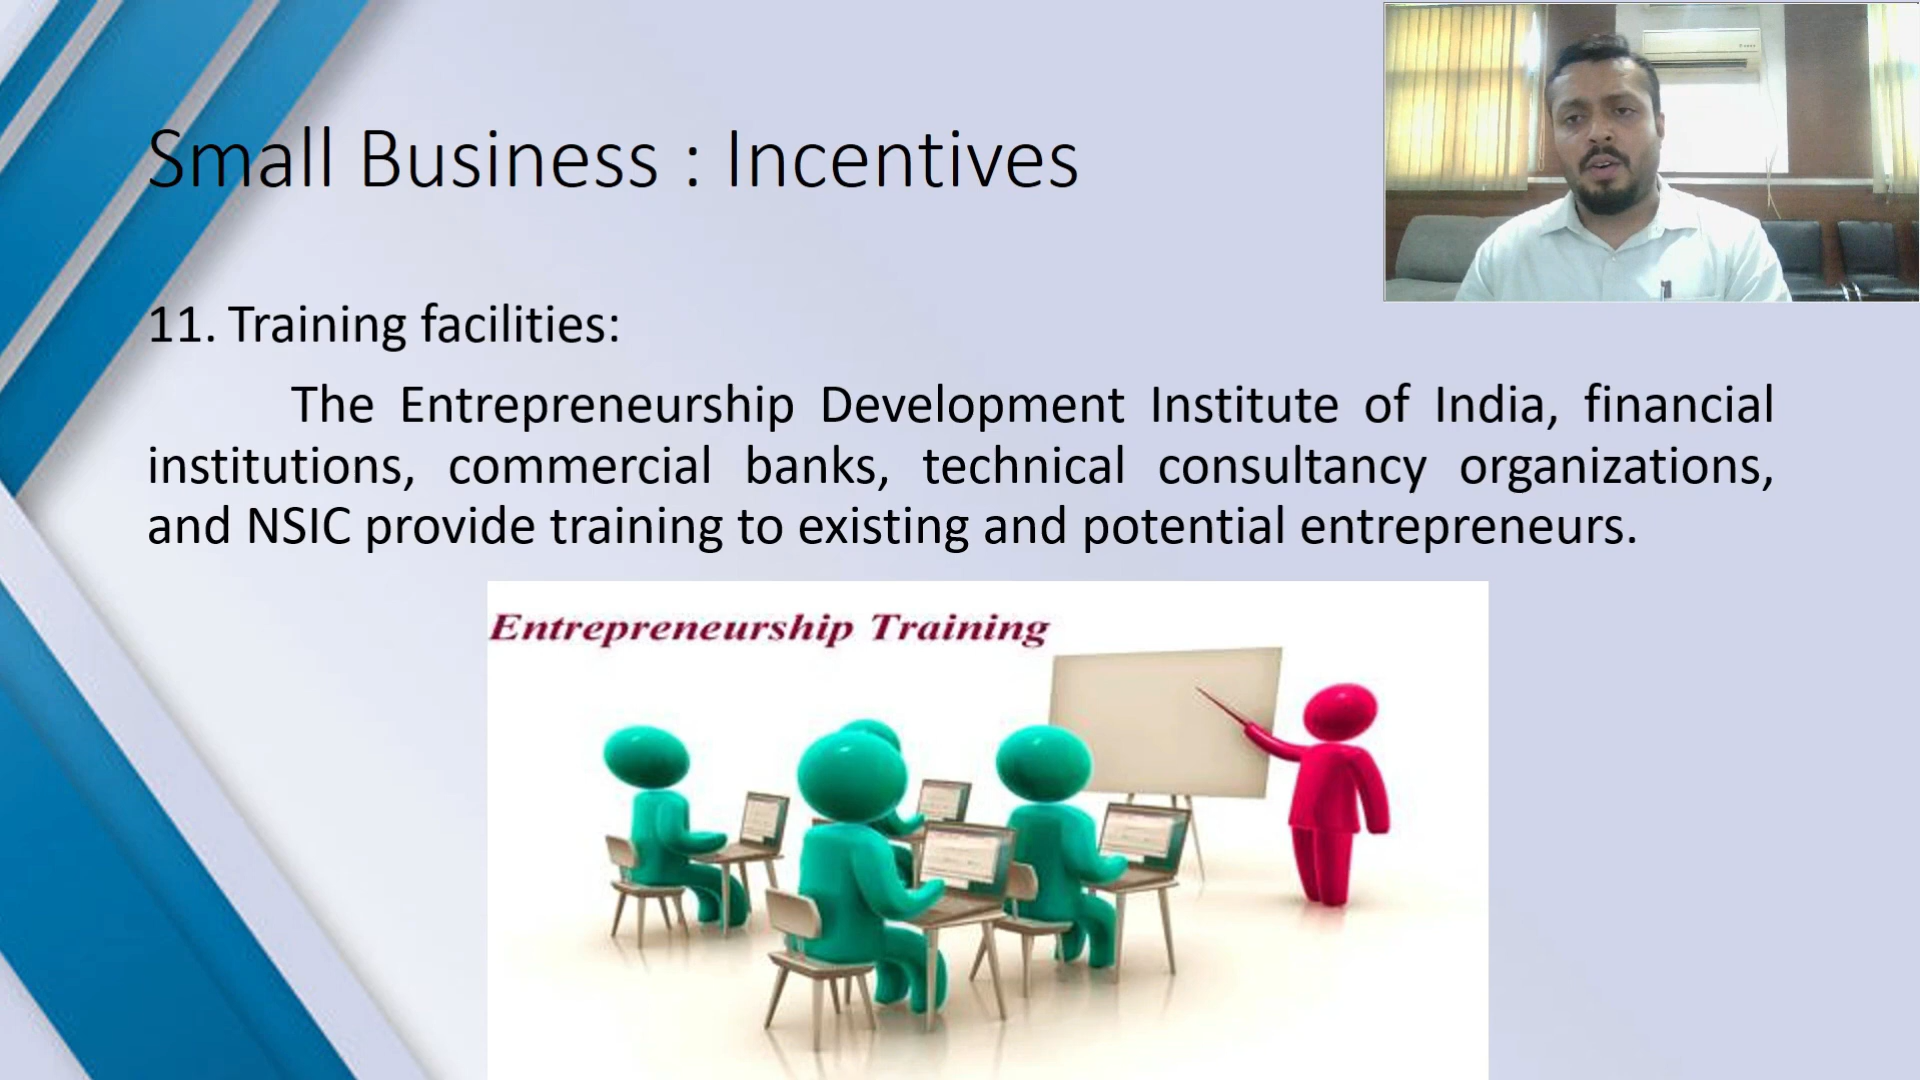 Small Business : Incentives
11. Training facilities:
The Entrepreneurship Development Institute of India, financial
institutions, commercial banks, technical consultancy organizations,
and NSIC provide training to existing and potential entrepreneurs.
Entrepreneurship Training